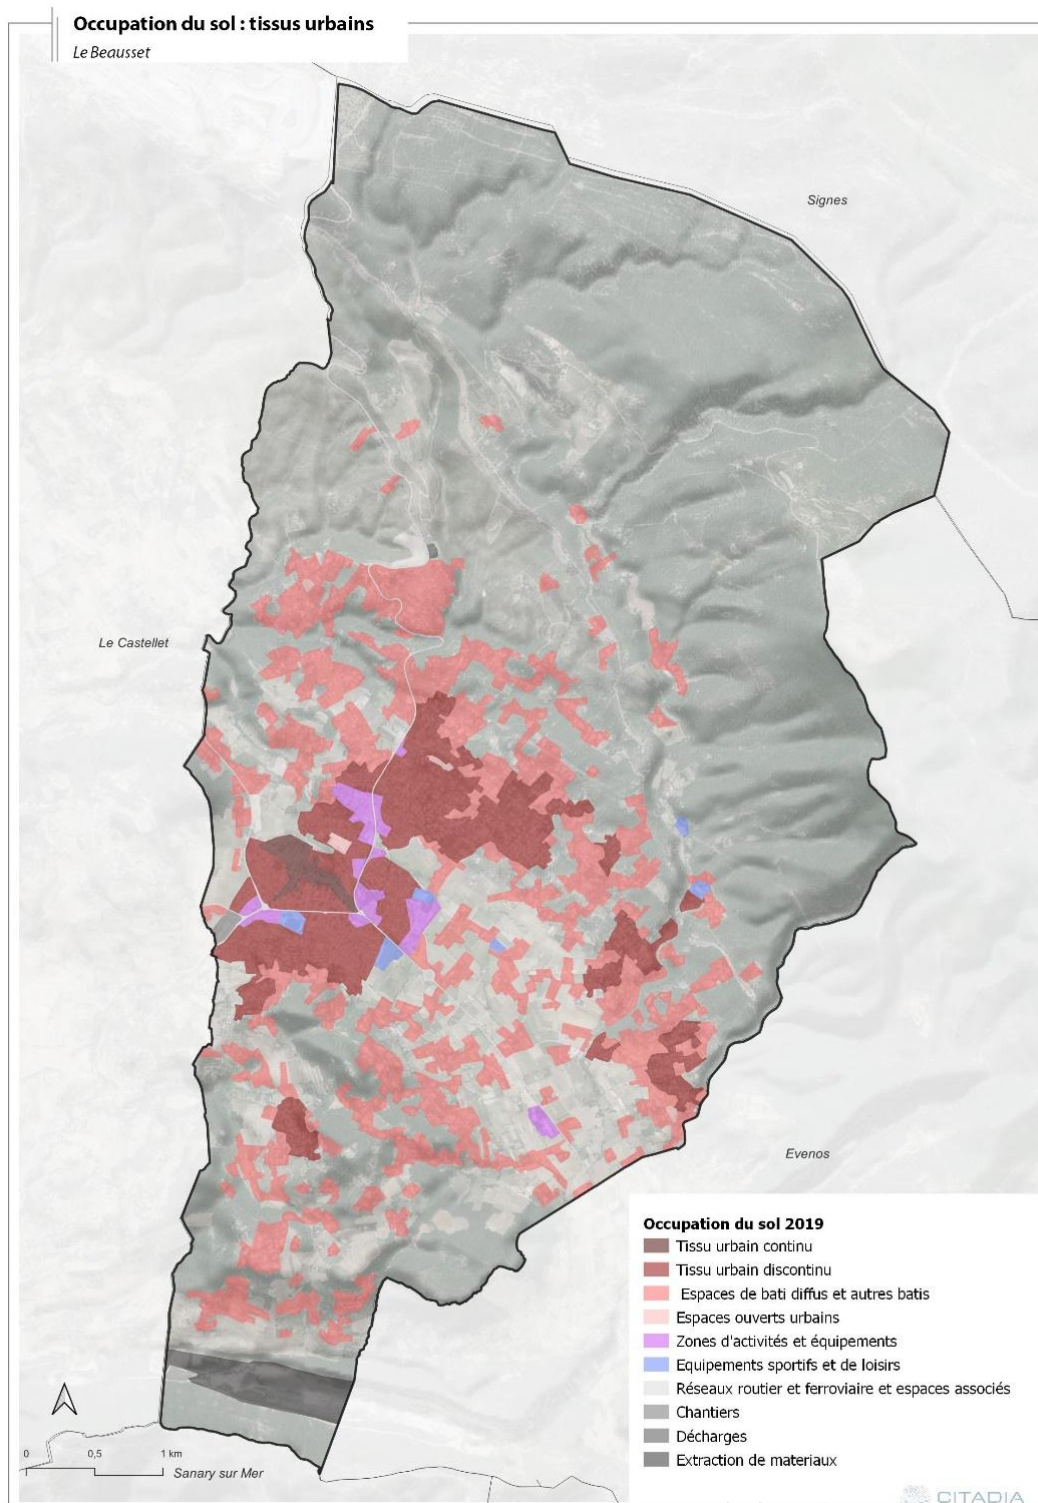 Occupation du sol : tissus urbains
Le Beausset
Signes
Le Castellet
Evenos
Occupation du sol 2019
Tissu urbain continu
Tissu urbain discontinu
Espaces de bati diffus et autres batis
Espaces ouverts urbains
Zones d'activités et équipements
Equipements sportifs et de loisirs
Réseaux routier et ferroviaire et espaces associés
Chantiers
Décharges
Extraction de materiaux
0 0,5 1 km
Sanary sur Mer
CITADIA